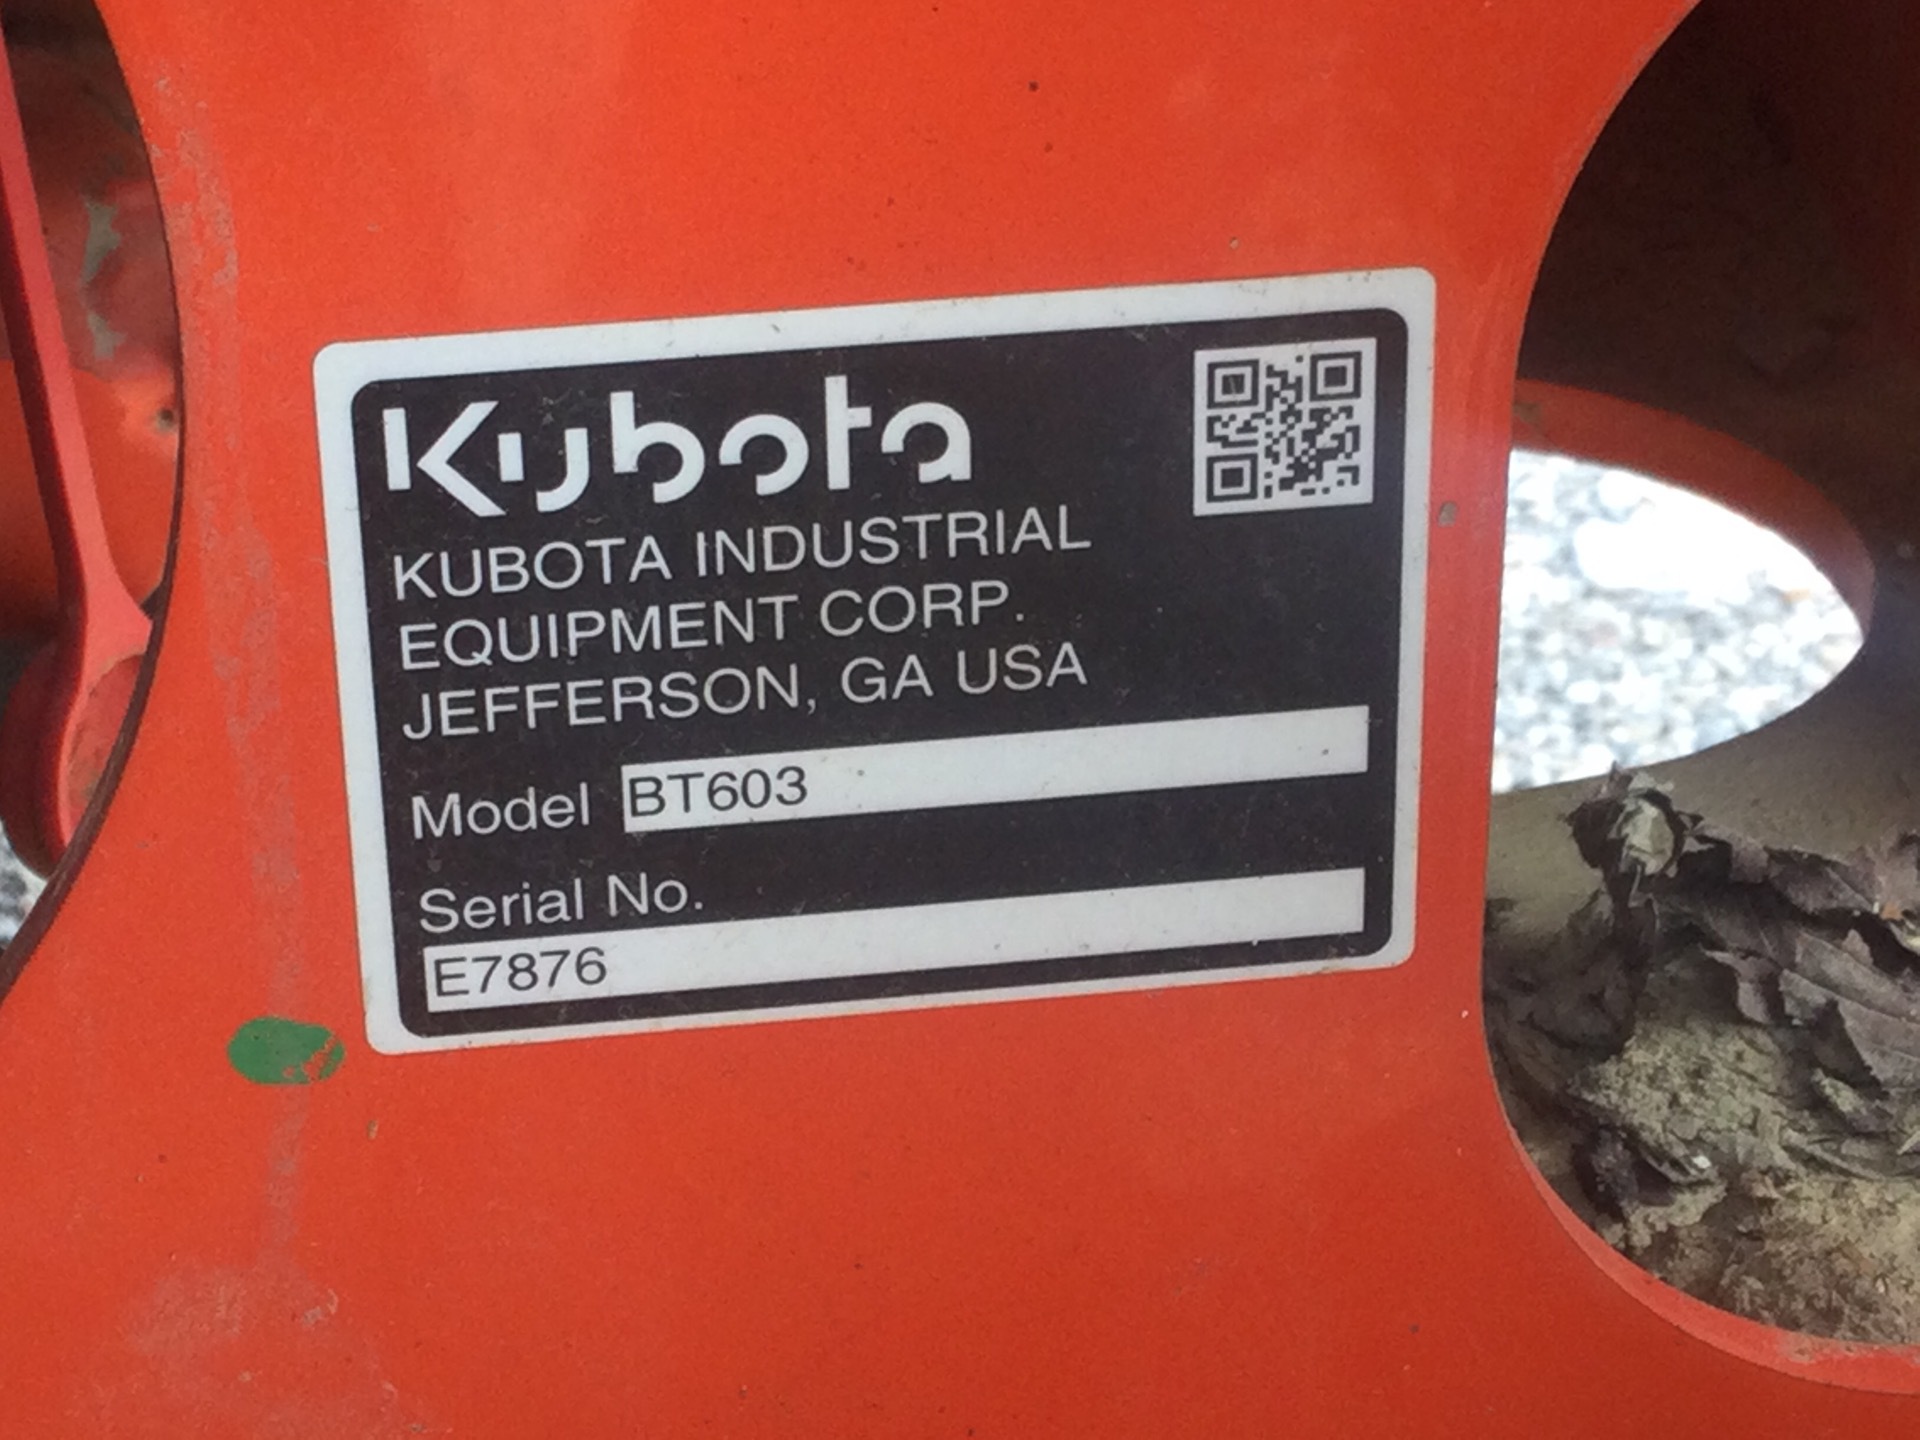 Kubota
KUBOTA INDUSTRIAL
EQUIPMENT CORP.
JEFFERSON, GA USA
Model BT603
Serial No.
E7876